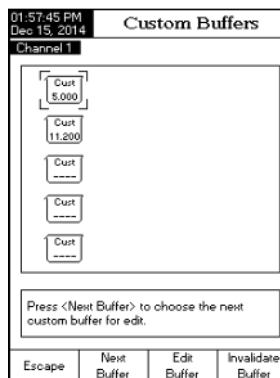 01:57:45 PM
Dec 15, 2014
Custom Buffers
Channel 1
Cust
5.000
Cust
11.200
Cust
----
Cust
----
Cust
----
Press <Next Buffer> to choose the next
custom buffer for edit.
Escape
Next
Buffer
Edit
Buffer
Invalidate
Buffer